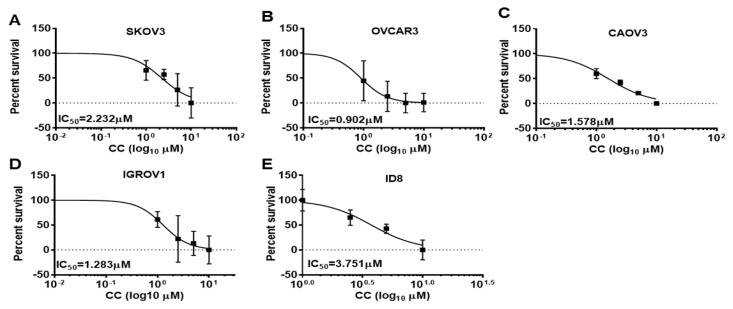 A
SKOV3
Percent survival
150
100
50
0
-50
IC50=2.232μM
10-2 10-1 100 101 102
CC (log10 μM)
B
OVCAR3
Percent survival
150
100
50
0
-50
IC50=0.902μM
10-1 100 101 102
CC (log10 μM)
C
CAOV3
Percent survival
150
100
50
0
-50
IC50=1.578μM
10-1 100 101 102
CC (log10 μM)
D
IGROV1
Percent survival
150
100
50
0
-50
IC50=1.283μM
10-2 10-1 100 101
CC (log10 μM)
E
ID8
Percent survival
150
100
50
0
-50
IC50=3.751μM
100.0 100.5 101.0 101.5
CC (log10 μM)